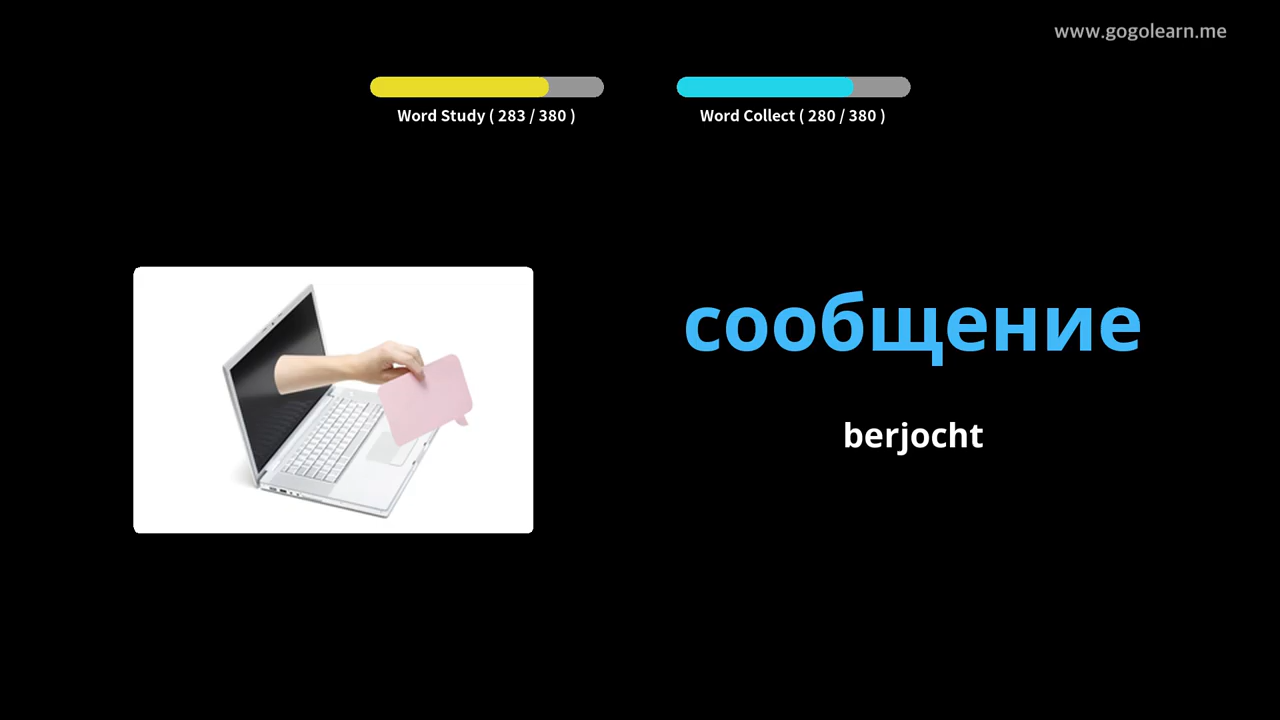 www.gogolearn.me
Word Study ( 283 / 380 )
Word Collect ( 280 / 380 )
сообщение
berjocht